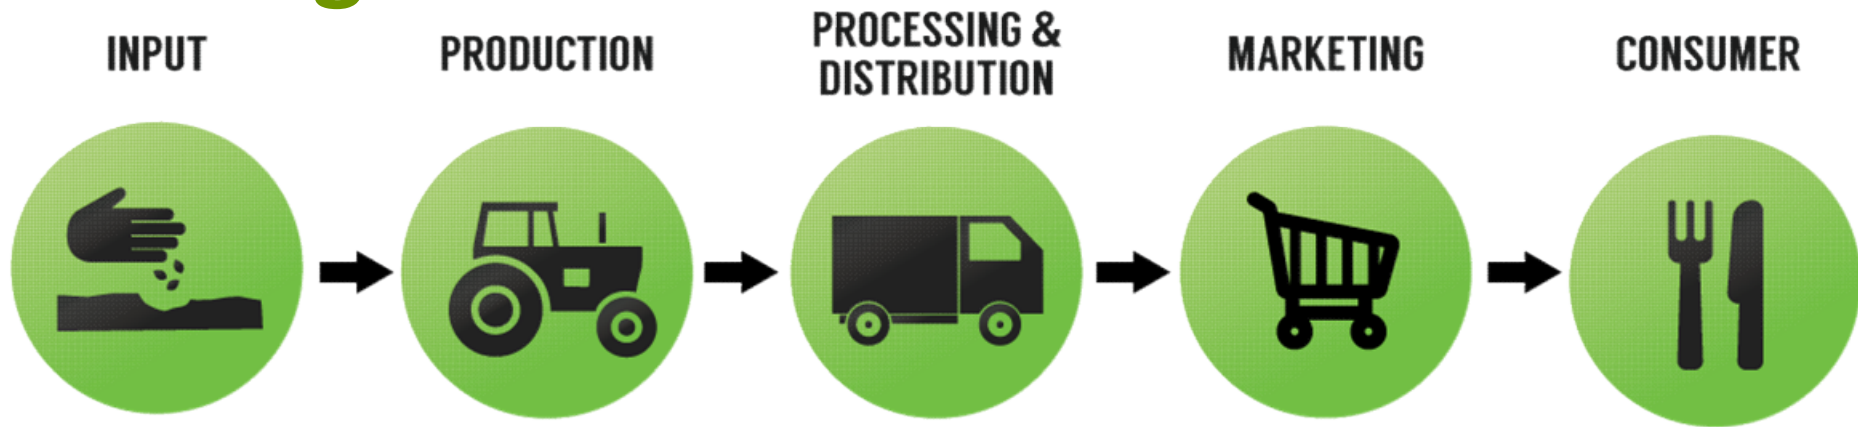 INPUT
PRODUCTION
PROCESSING &
DISTRIBUTION
MARKETING
CONSUMER